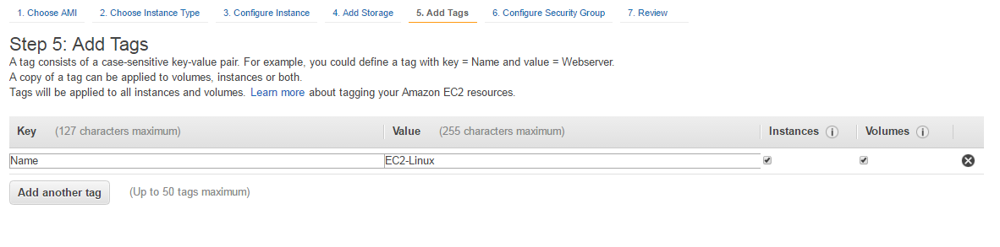 1. Choose AMI 2. Choose Instance Type 3. Configure Instance 4. Add Storage 5. Add Tags 6. Configure Security Group 7. Review
Step 5: Add Tags
A tag consists of a case-sensitive key-value pair. For example, you could define a tag with key = Name and value = Webserver.
A copy of a tag can be applied to volumes, instances or both.
Tags will be applied to all instances and volumes. Learn more about tagging your Amazon EC2 resources.
Key (127 characters maximum) Value (255 characters maximum) Instances i Volumes i
Name EC2-Linux
Add another tag (Up to 50 tags maximum)